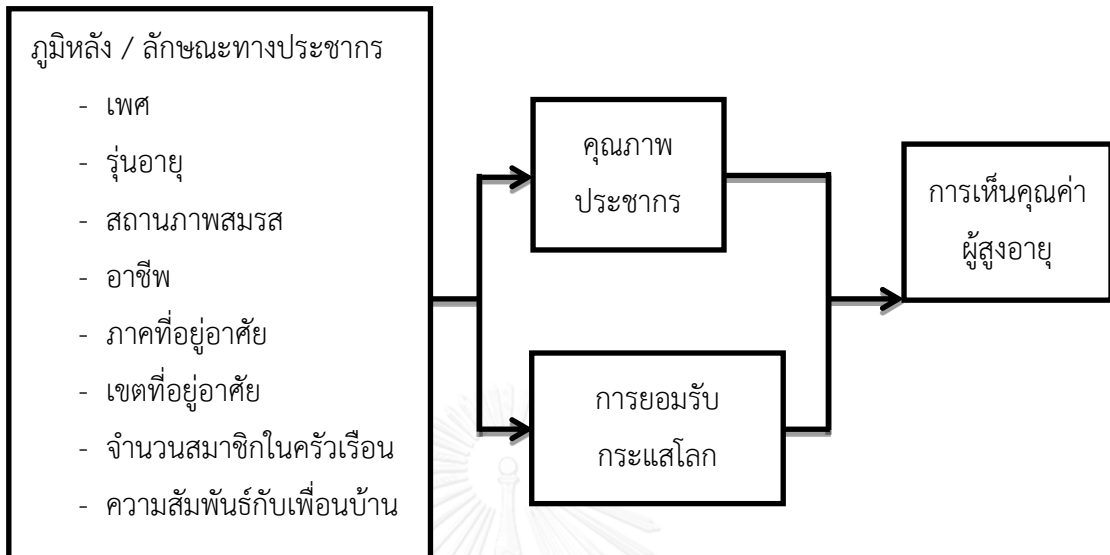 ภูมิหลัง / ลักษณะทางประชากร
- เพศ
- รุ่นอายุ
- สถานภาพสมรส
- อาชีพ
- ภาคที่อยู่อาศัย
- เขตที่อยู่อาศัย
- จำนวนสมาชิกในครัวเรือน
- ความสัมพันธ์กับเพื่อนบ้าน
คุณภาพ
ประชากร
การยอมรับ
กระแสโลก
การเห็นคุณค่า
ผู้สูงอายุ